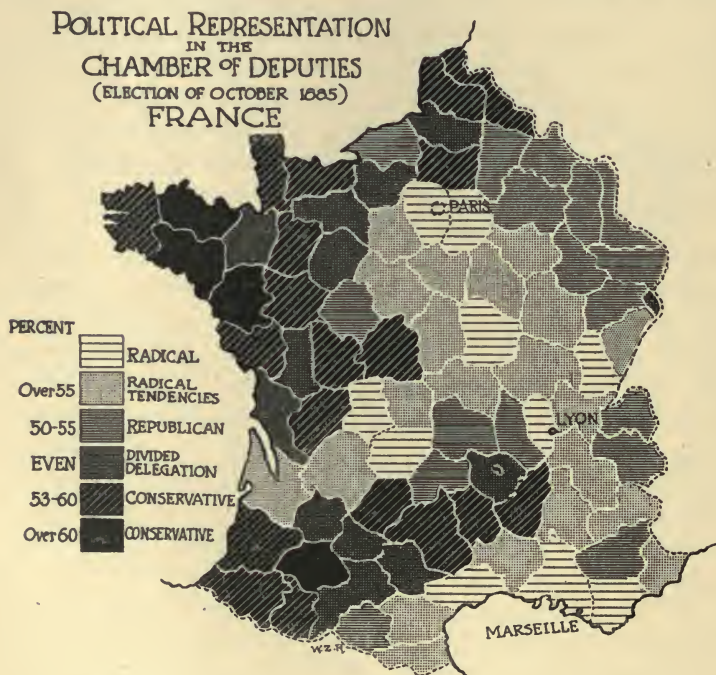 POLITICAL REPRESENTATION
IN THE
CHAMBER OF DEPUTIES
(ELECTION OF OCTOBER 1885)
FRANCE
PARIS
PERCENT
RADICAL
Over 55 RADICAL TENDENCIES
50-55 REPUBLICAN
EVEN DIVIDED DELEGATION
53-60 CONSERVATIVE
Over 60 CONSERVATIVE
LYON
MARSEILLE
W.Z.R.